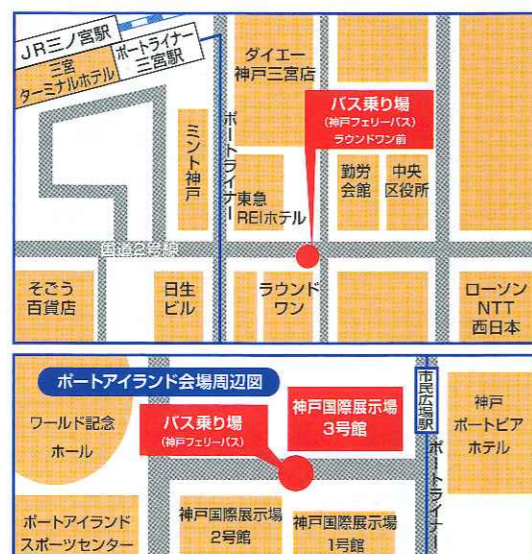 JR三ノ宮駅
ポートライナー
三宮駅
三宮
ターミナルホテル
ダイエー
神戸三宮店
バス乗り場
(神戸フェリーバス)
ラウンドワン前
ミント神戸
ポートライナー
東急
REIホテル
勤労
会館
中央
区役所
国道2号線
そごう
百貨店
日生
ビル
ラウンド
ワン
ローソン
NTT
西日本
ポートアイランド会場周辺図
ワールド記念
ホール
バス乗り場
(神戸フェリーバス)
神戸国際展示場
3号館
市民広場駅
ポートライナー
神戸
ポートピア
ホテル
ポートアイランド
スポーツセンター
神戸国際展示場
2号館
神戸国際展示場
1号館